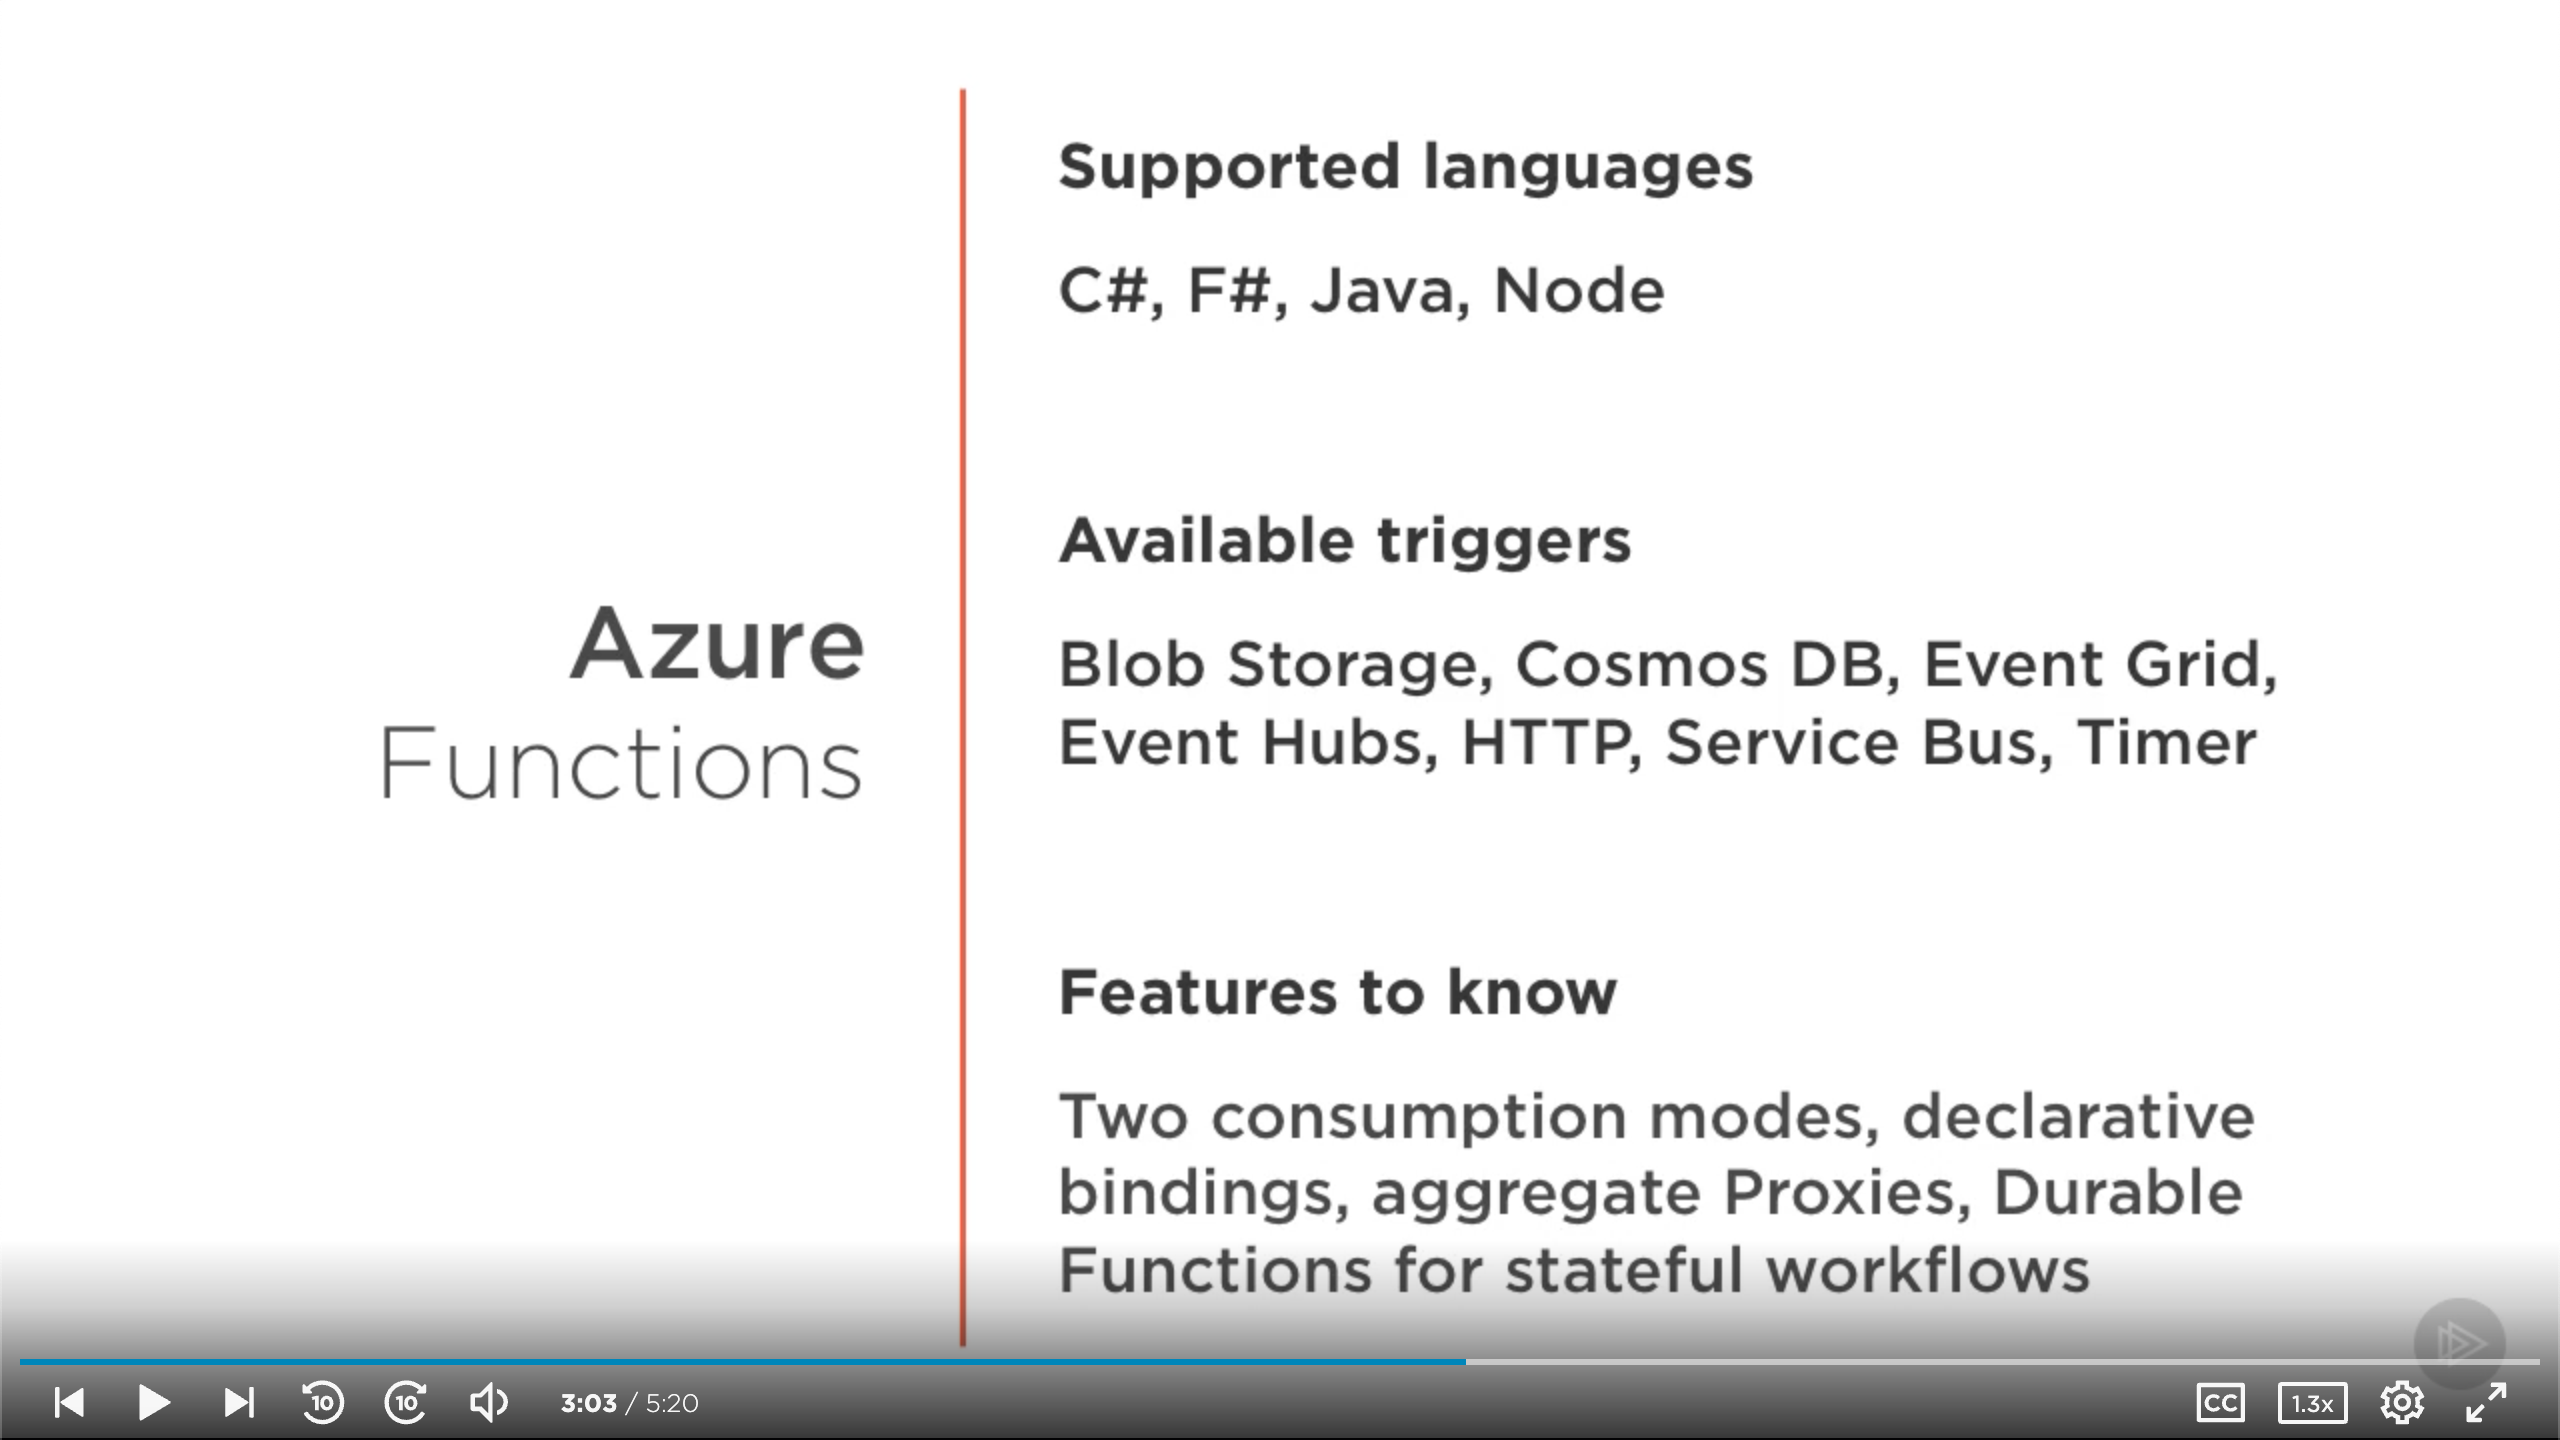 Azure
Functions
Supported languages
C#, F#, Java, Node
Available triggers
Blob Storage, Cosmos DB, Event Grid,
Event Hubs, HTTP, Service Bus, Timer
Features to know
Two consumption modes, declarative
bindings, aggregate Proxies, Durable
Functions for stateful workflows
10 10 3:03 / 5:20 CC 1.3x